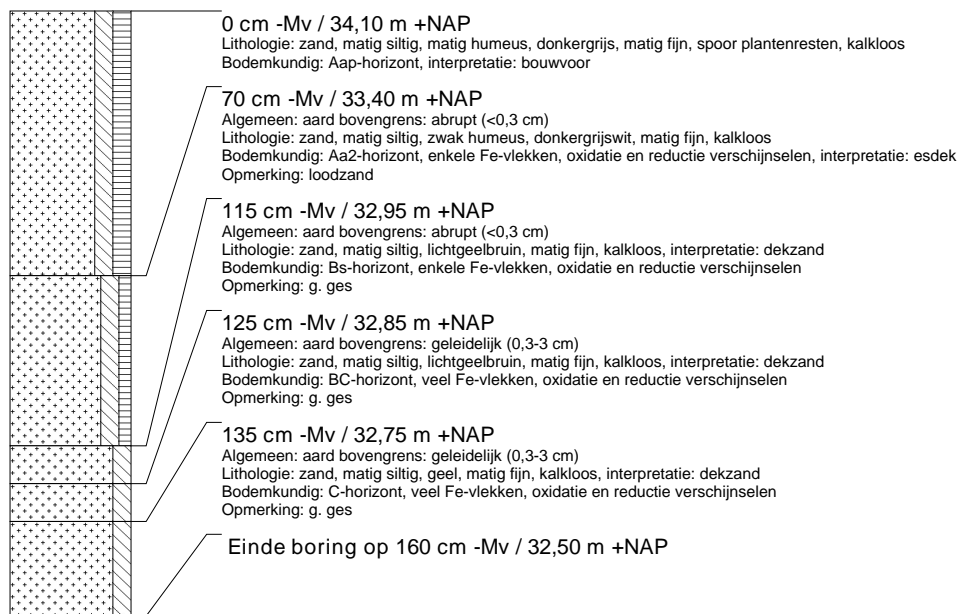 0 cm -Mv / 34,10 m +NAP
Lithologie: zand, matig siltig, matig humeus, donkergrijs, matig fijn, spoor plantenresten, kalkloos
Bodemkundig: Aap-horizont, interpretatie: bouwvoor
70 cm -Mv / 33,40 m +NAP
Algemeen: aard bovengrens: abrupt (<0,3 cm)
Lithologie: zand, matig siltig, zwak humeus, donkergrijswit, matig fijn, kalkloos
Bodemkundig: Aa2-horizont, enkele Fe-vlekken, oxidatie en reductie verschijnselen, interpretatie: esdek
Opmerking: loodzand
115 cm -Mv / 32,95 m +NAP
Algemeen: aard bovengrens: abrupt (<0,3 cm)
Lithologie: zand, matig siltig, lichtgeelbruin, matig fijn, kalkloos, interpretatie: dekzand
Bodemkundig: Bs-horizont, enkele Fe-vlekken, oxidatie en reductie verschijnselen
Opmerking: g. ges
125 cm -Mv / 32,85 m +NAP
Algemeen: aard bovengrens: geleidelijk (0,3-3 cm)
Lithologie: zand, matig siltig, lichtgeelbruin, matig fijn, kalkloos, interpretatie: dekzand
Bodemkundig: BC-horizont, veel Fe-vlekken, oxidatie en reductie verschijnselen
Opmerking: g. ges
135 cm -Mv / 32,75 m +NAP
Algemeen: aard bovengrens: geleidelijk (0,3-3 cm)
Lithologie: zand, matig siltig, geel, matig fijn, kalkloos, interpretatie: dekzand
Bodemkundig: C-horizont, veel Fe-vlekken, oxidatie en reductie verschijnselen
Opmerking: g. ges
Einde boring op 160 cm -Mv / 32,50 m +NAP